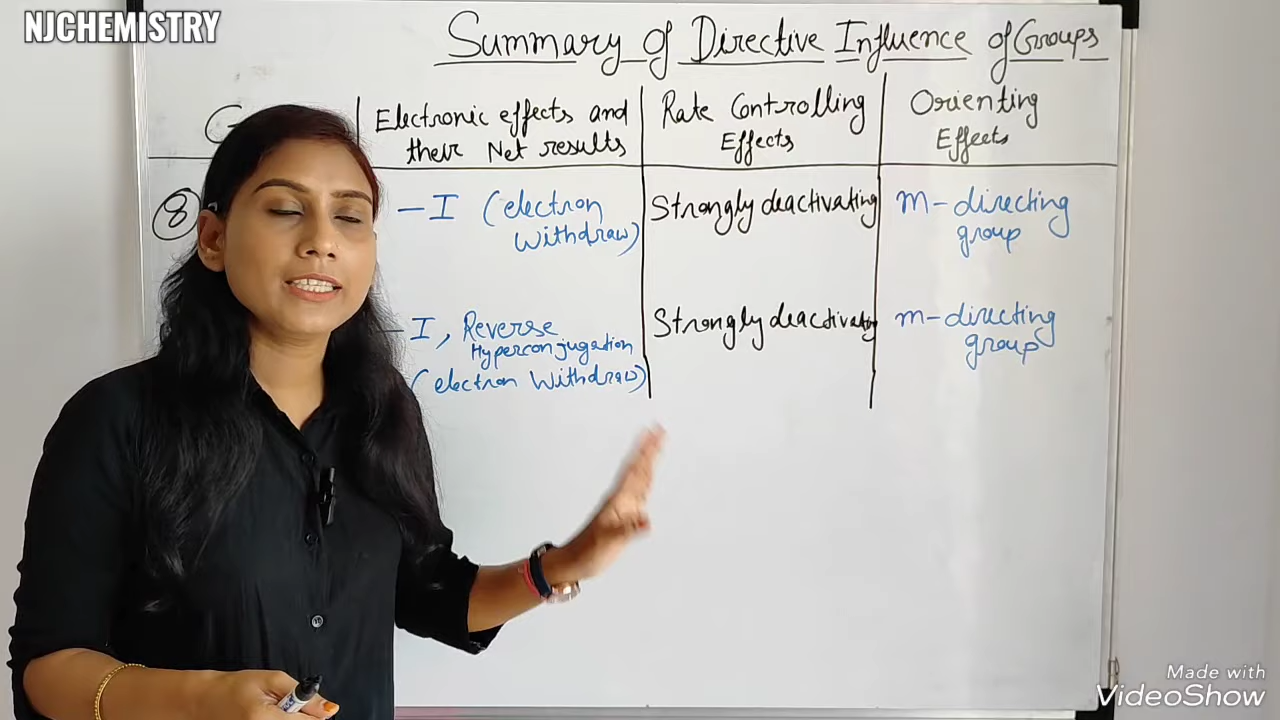 NJCHEMISTRY
Summary of Directive Influence of Groups
Electronic effects and
their Net results
Rate Controlling
Effects
Orienting
Effects
8
- I (electron
withdraw)
Strongly deactivating
m-directing
group
- I, Reverse
Hyperconjugation
(electron Withdraw)
Strongly deactivating
m-directing
group
Made with
VideoShow